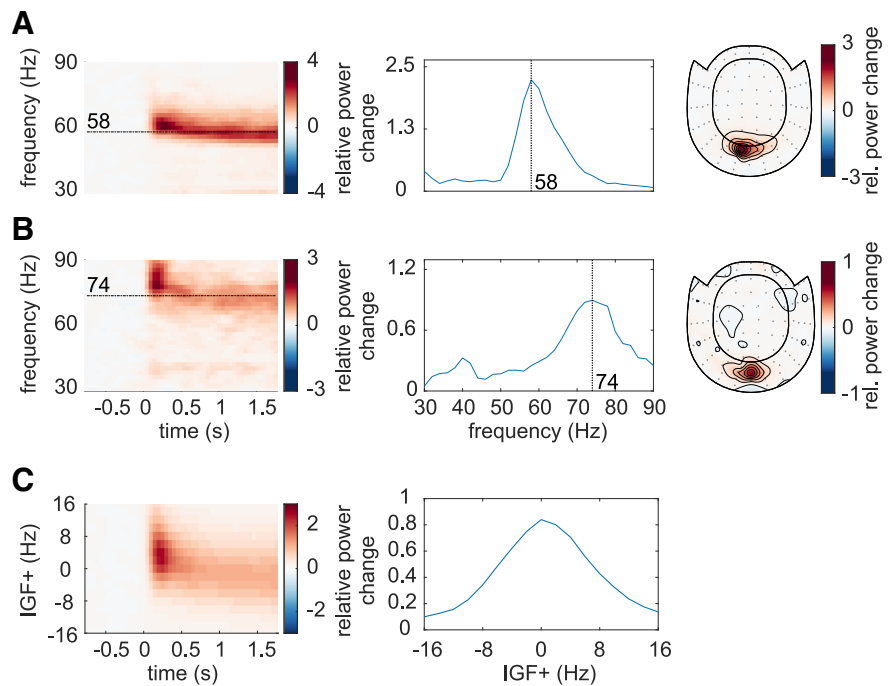 A
frequency (Hz)
90
60
30
58
4
0
-4
relative power
change
2.5
1.3
0
58
3
0
-3
rel. power change
B
frequency (Hz)
90
60
30
74
-0.5 0 0.5 1 1.5
time (s)
3
0
-3
relative power
change
1.2
0.6
0
74
30 40 50 60 70 80 90
frequency (Hz)
1
0
-1
rel. power change
C
IGF+ (Hz)
16
8
0
-8
-16
-0.5 0 0.5 1 1.5
time (s)
2
0
-2
relative power
change
1
0.8
0.6
0.4
0.2
0
-16 -8 0 8 16
IGF+ (Hz)